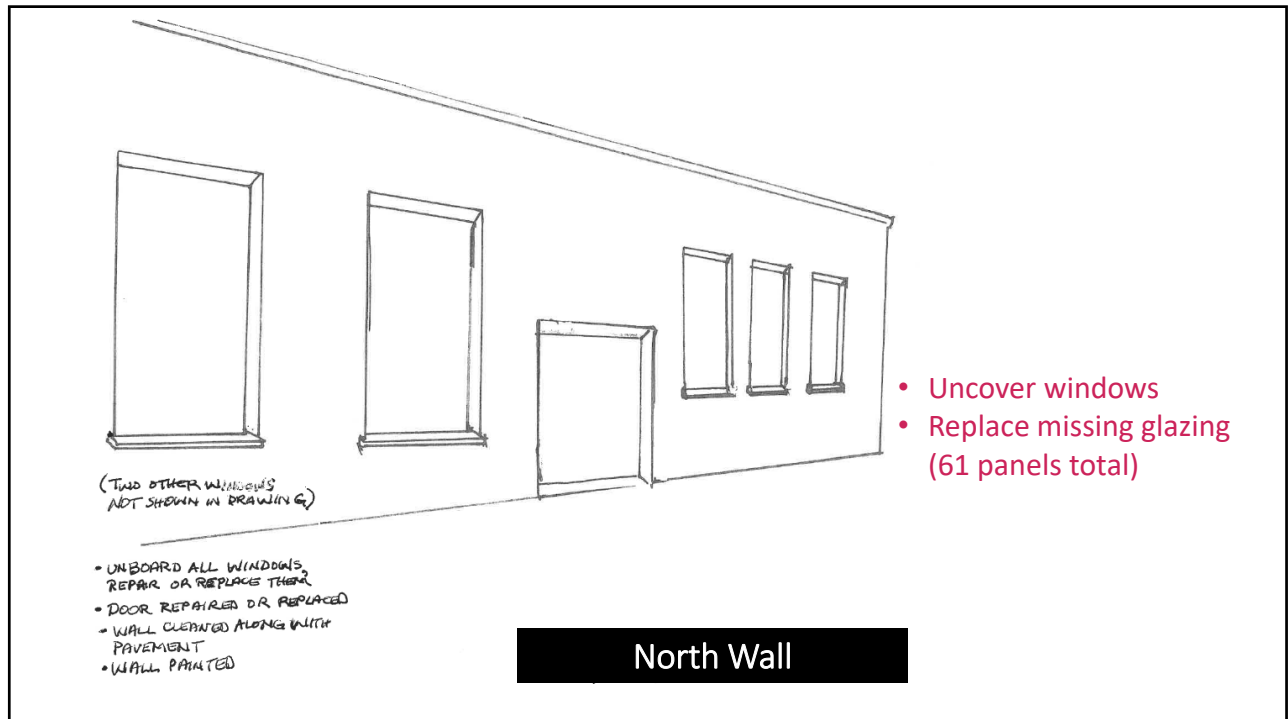 (TWO OTHER WINDOWS
NOT SHOWN IN DRAWING)
• UNBOARD ALL WINDOWS,
REPAIR OR REPLACE THEM
• DOOR REPAIRED OR REPLACED
• WALL CLEANED ALONG WITH
PAVEMENT
• WALL PAINTED
• Uncover windows
• Replace missing glazing
(61 panels total)
North Wall